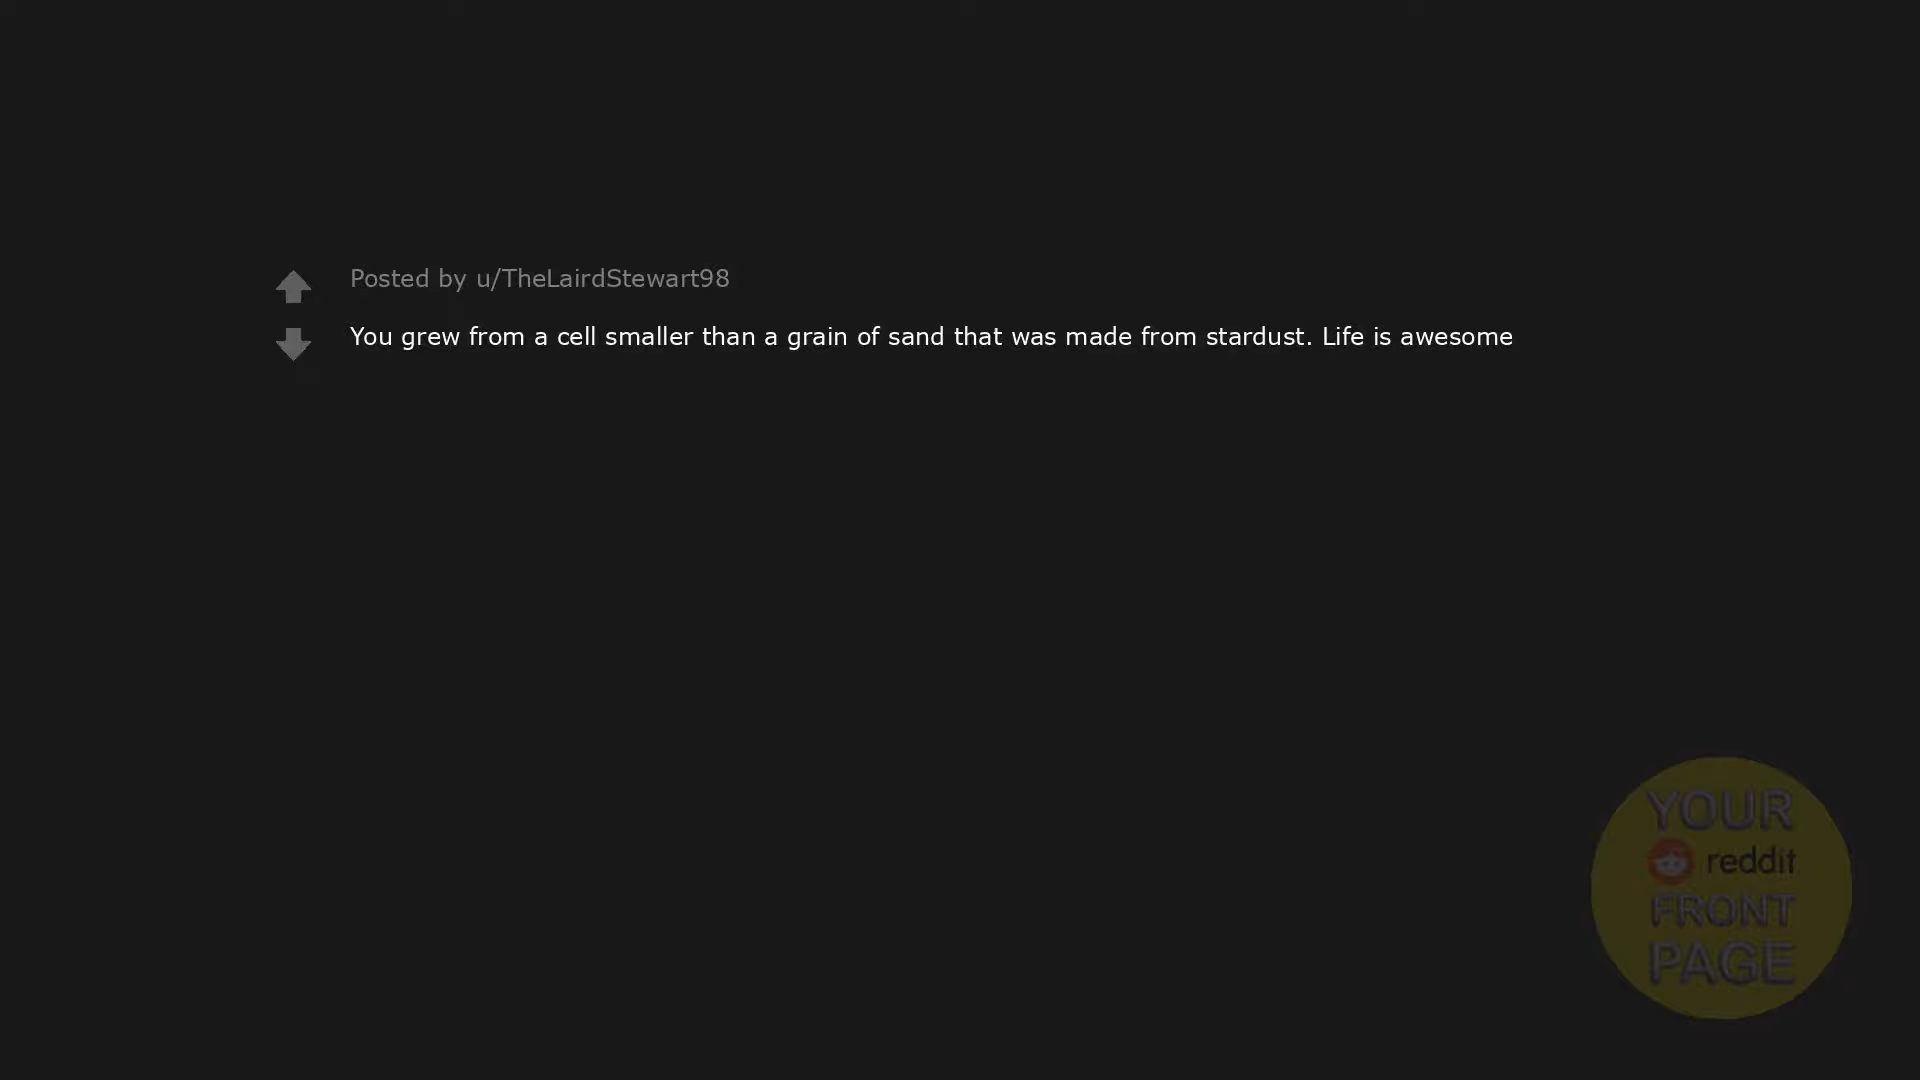 Posted by u/TheLairdStewart98
You grew from a cell smaller than a grain of sand that was made from stardust. Life is awesome
YOUR
reddit
FRONT
PAGE